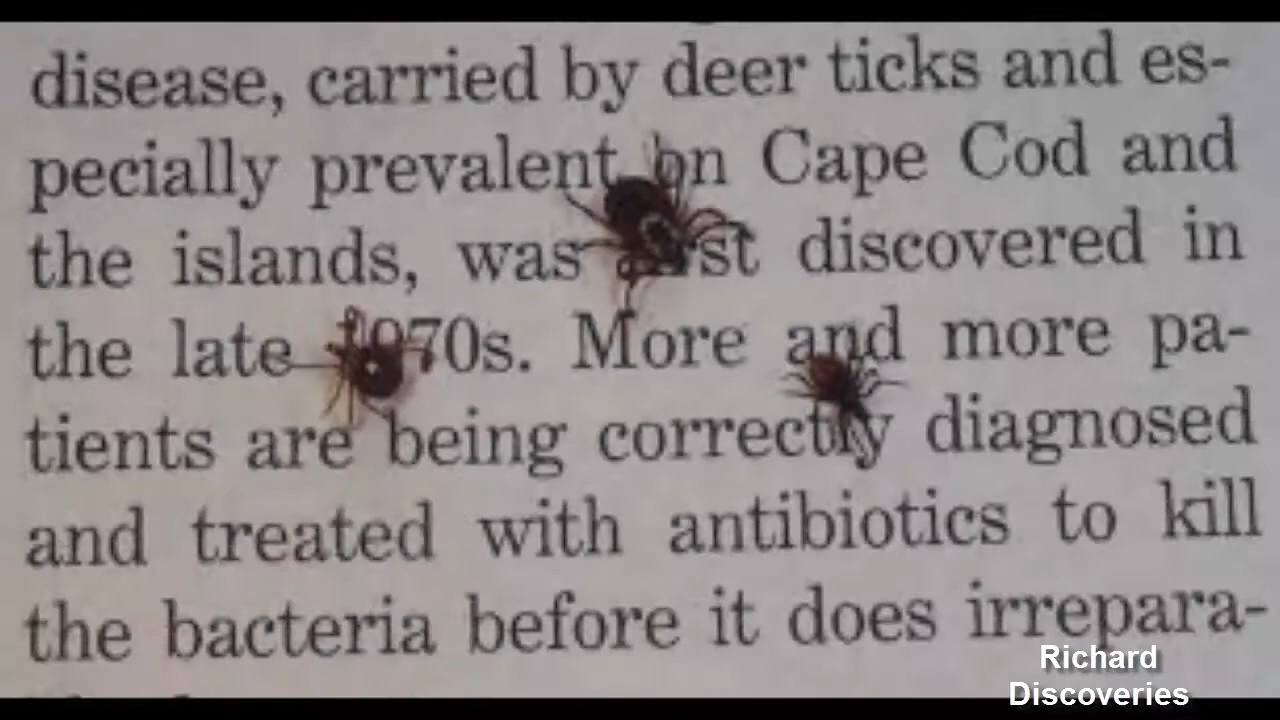 disease, carried by deer ticks and es-
pecially prevalent on Cape Cod and
the islands, was st discovered in
the late 1970s. More and more pa-
tients are being correctly diagnosed
and treated with antibiotics to kill
the bacteria before it does irrepara-
Richard
Discoveries